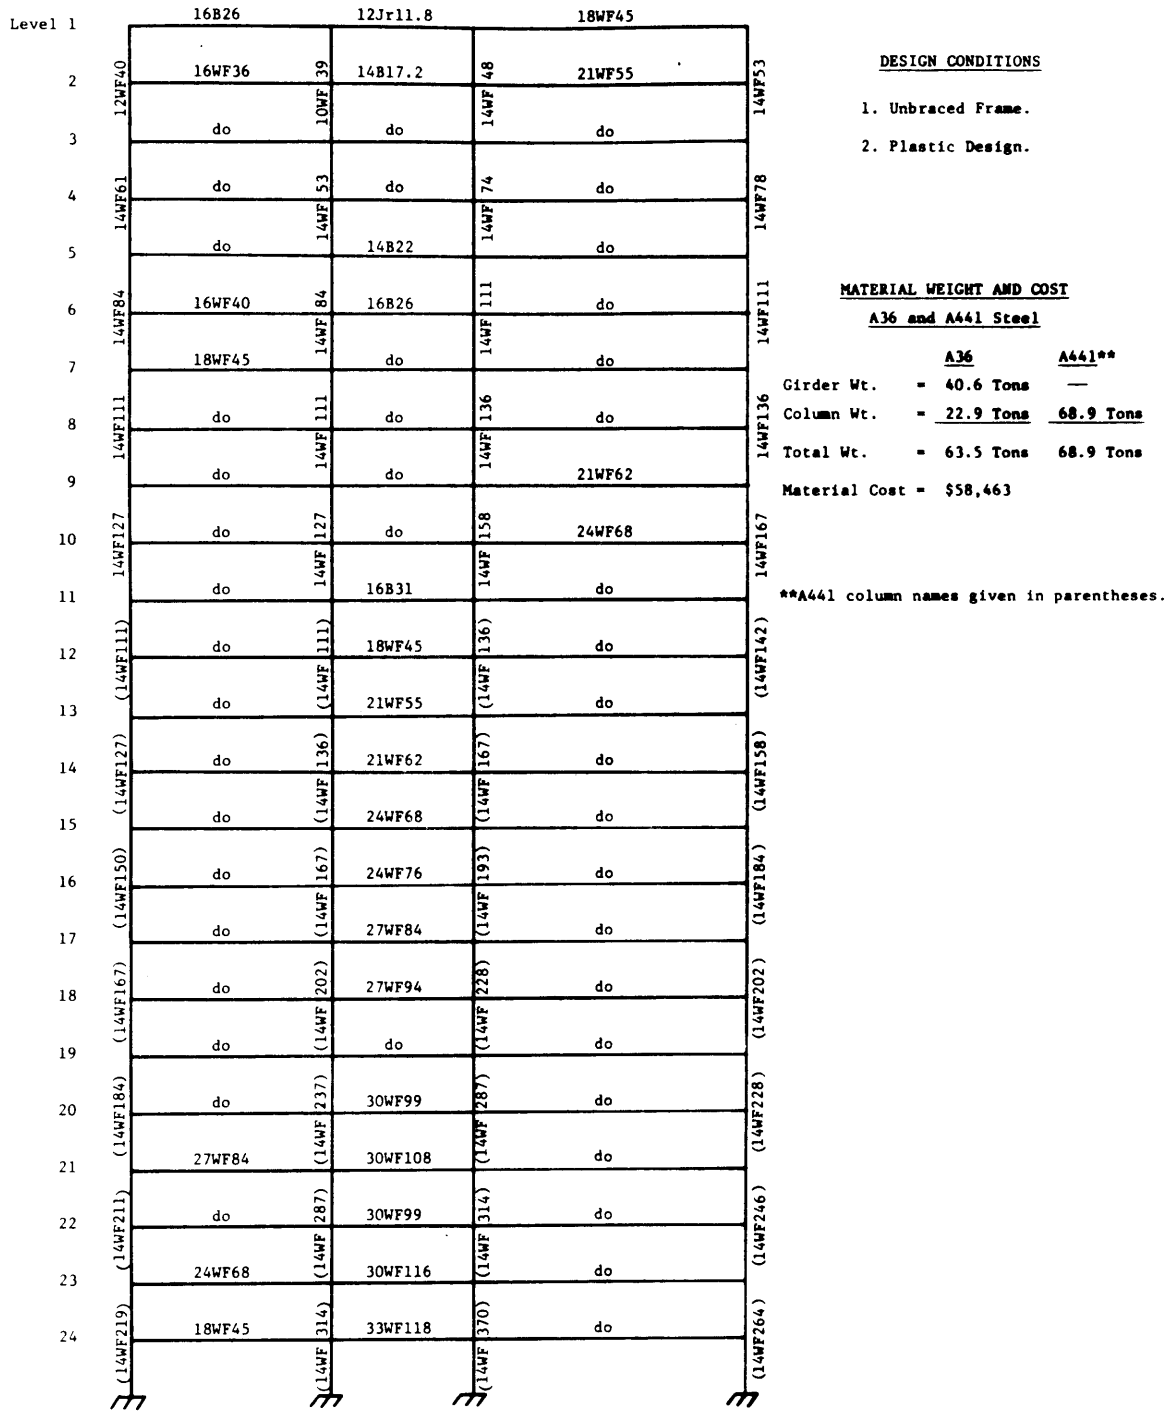 Level 1 16B26 12Jr11.8 18WF45
12WF40 10WF 39 14WF 48 14WF53
2 16WF36 14B17.2 21WF55
3 do do do
14WF61 14WF 53 14WF 74 14WF78
4 do do do
5 do 14B22 do
14WF84 14WF 84 14WF 111 14WF111
6 16WF40 16B26 do
7 18WF45 do do
14WF111 14WF 111 14WF 136 14WF136
8 do do do
9 do do 21WF62
14WF127 14WF 127 14WF 158 14WF167
10 do do 24WF68
11 do 16B31 do
(14WF111) (14WF 111) (14WF 136) (14WF142)
12 do 18WF45 do
13 do 21WF55 do
(14WF127) (14WF 136) (14WF 167) (14WF158)
14 do 21WF62 do
15 do 24WF68 do
(14WF150) (14WF 167) (14WF 193) (14WF184)
16 do 24WF76 do
17 do 27WF84 do
(14WF167) (14WF 202) (14WF 228) (14WF202)
18 do 27WF94 do
19 do do do
(14WF184) (14WF 237) (14WF 287) (14WF228)
20 do 30WF99 do
21 27WF84 30WF108 do
(14WF211) (14WF 287) (14WF 314) (14WF246)
22 do 30WF99 do
23 24WF68 30WF116 do
(14WF219) (14WF 314) (14WF 370) (14WF264)
24 18WF45 33WF118 do
DESIGN CONDITIONS
1. Unbraced Frame.
2. Plastic Design.
MATERIAL WEIGHT AND COST
A36 and A441 Steel
A36 A441**
Girder Wt. = 40.6 Tons —
Column Wt. = 22.9 Tons 68.9 Tons
Total Wt. = 63.5 Tons 68.9 Tons
Material Cost = $58,463
**A441 column names given in parentheses.